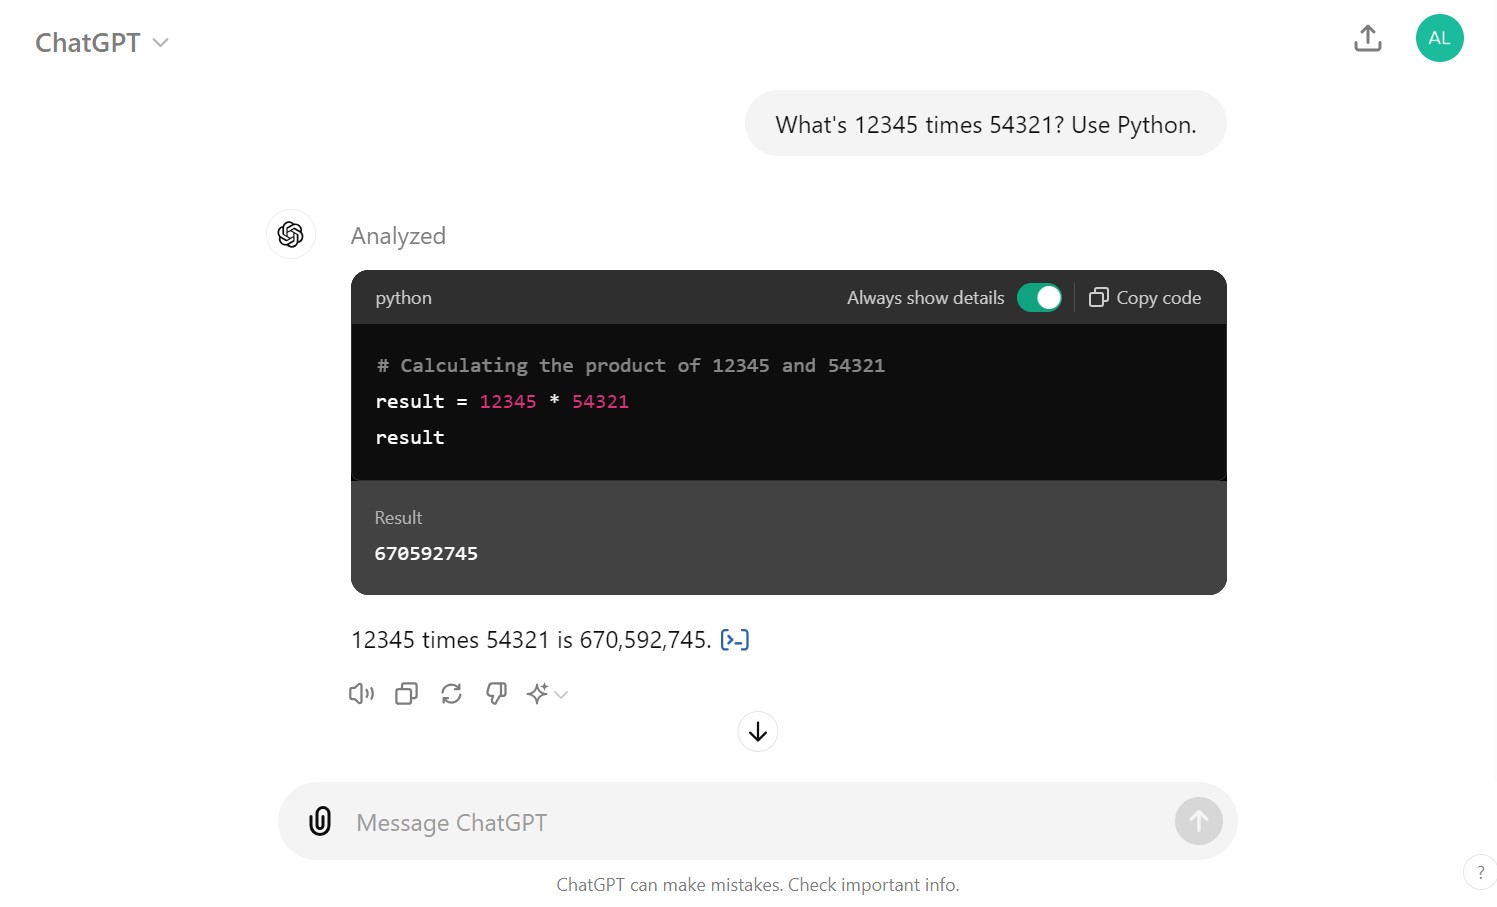 ChatGPT
AL
What's 12345 times 54321? Use Python.
Analyzed
python
Always show details
Copy code
# Calculating the product of 12345 and 54321
result = 12345 * 54321
result
Result
670592745
12345 times 54321 is 670,592,745. [>-]
Message ChatGPT
ChatGPT can make mistakes. Check important info.
?